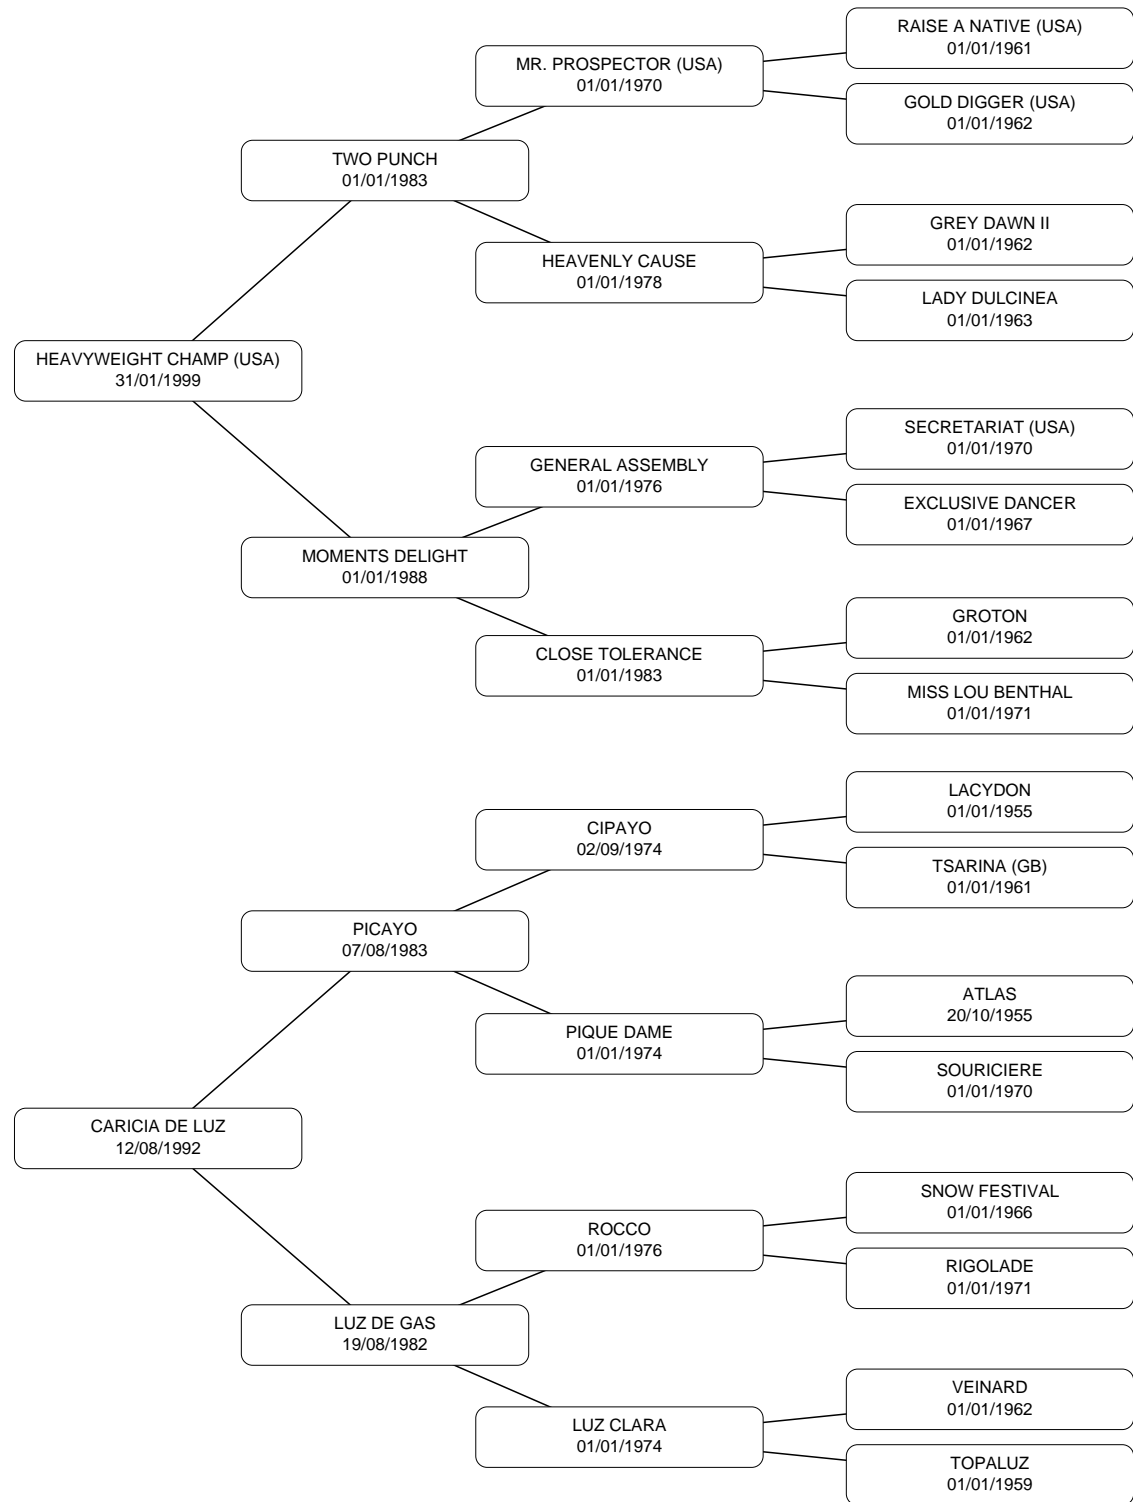 RAISE A NATIVE (USA)
01/01/1961
MR. PROSPECTOR (USA)
01/01/1970
GOLD DIGGER (USA)
01/01/1962
TWO PUNCH
01/01/1983
GREY DAWN II
01/01/1962
HEAVENLY CAUSE
01/01/1978
LADY DULCINEA
01/01/1963
HEAVYWEIGHT CHAMP (USA)
31/01/1999
SECRETARIAT (USA)
01/01/1970
GENERAL ASSEMBLY
01/01/1976
EXCLUSIVE DANCER
01/01/1967
MOMENTS DELIGHT
01/01/1988
GROTON
01/01/1962
CLOSE TOLERANCE
01/01/1983
MISS LOU BENTHAL
01/01/1971
LACYDON
01/01/1955
CIPAYO
02/09/1974
TSARINA (GB)
01/01/1961
PICAYO
07/08/1983
ATLAS
20/10/1955
PIQUE DAME
01/01/1974
SOURICIERE
01/01/1970
CARICIA DE LUZ
12/08/1992
SNOW FESTIVAL
01/01/1966
ROCCO
01/01/1976
RIGOLADE
01/01/1971
LUZ DE GAS
19/08/1982
VEINARD
01/01/1962
LUZ CLARA
01/01/1974
TOPALUZ
01/01/1959